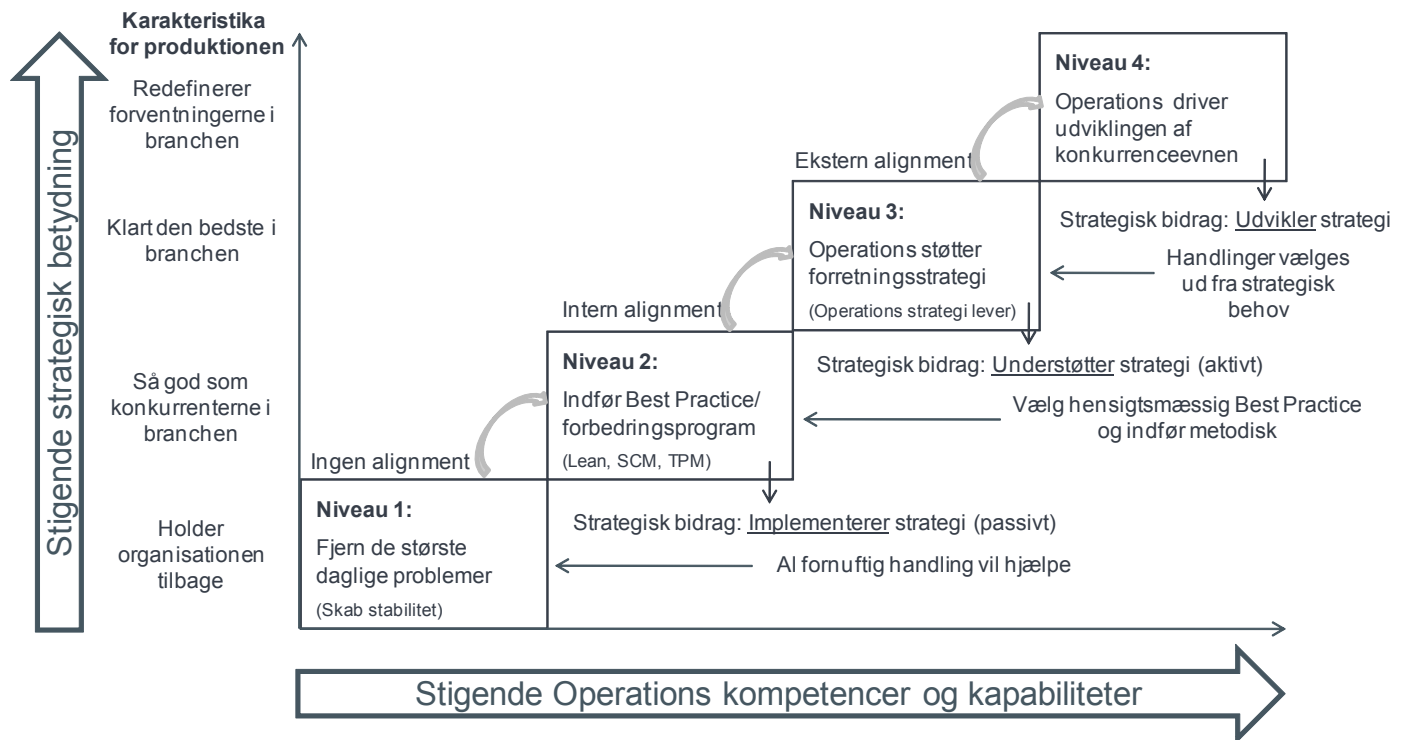 Karakteristika
for produktionen
Stigende strategisk betydning
Redefinerer
forventningerne i
branchen
Klart den bedste i
branchen
Så god som
konkurrenterne i
branchen
Holder
organisationen
tilbage
Niveau 4:
Operations driver
udviklingen af
konkurrenceevnen
Ekstern alignment
Strategisk bidrag: Udvikler strategi
Niveau 3:
Operations støtter
forretningsstrategi
(Operations strategi lever)
Handlinger vælges
ud fra strategisk
behov
Intern alignment
Strategisk bidrag: Understøtter strategi (aktivt)
Niveau 2:
Indfør Best Practice/
forbedringsprogram
(Lean, SCM, TPM)
Vælg hensigtsmæssig Best Practice
og indfør metodisk
Ingen alignment
Strategisk bidrag: Implementerer strategi (passivt)
Niveau 1:
Fjern de største
daglige problemer
(Skab stabilitet)
Al fornuftig handling vil hjælpe
Stigende Operations kompetencer og kapabiliteter